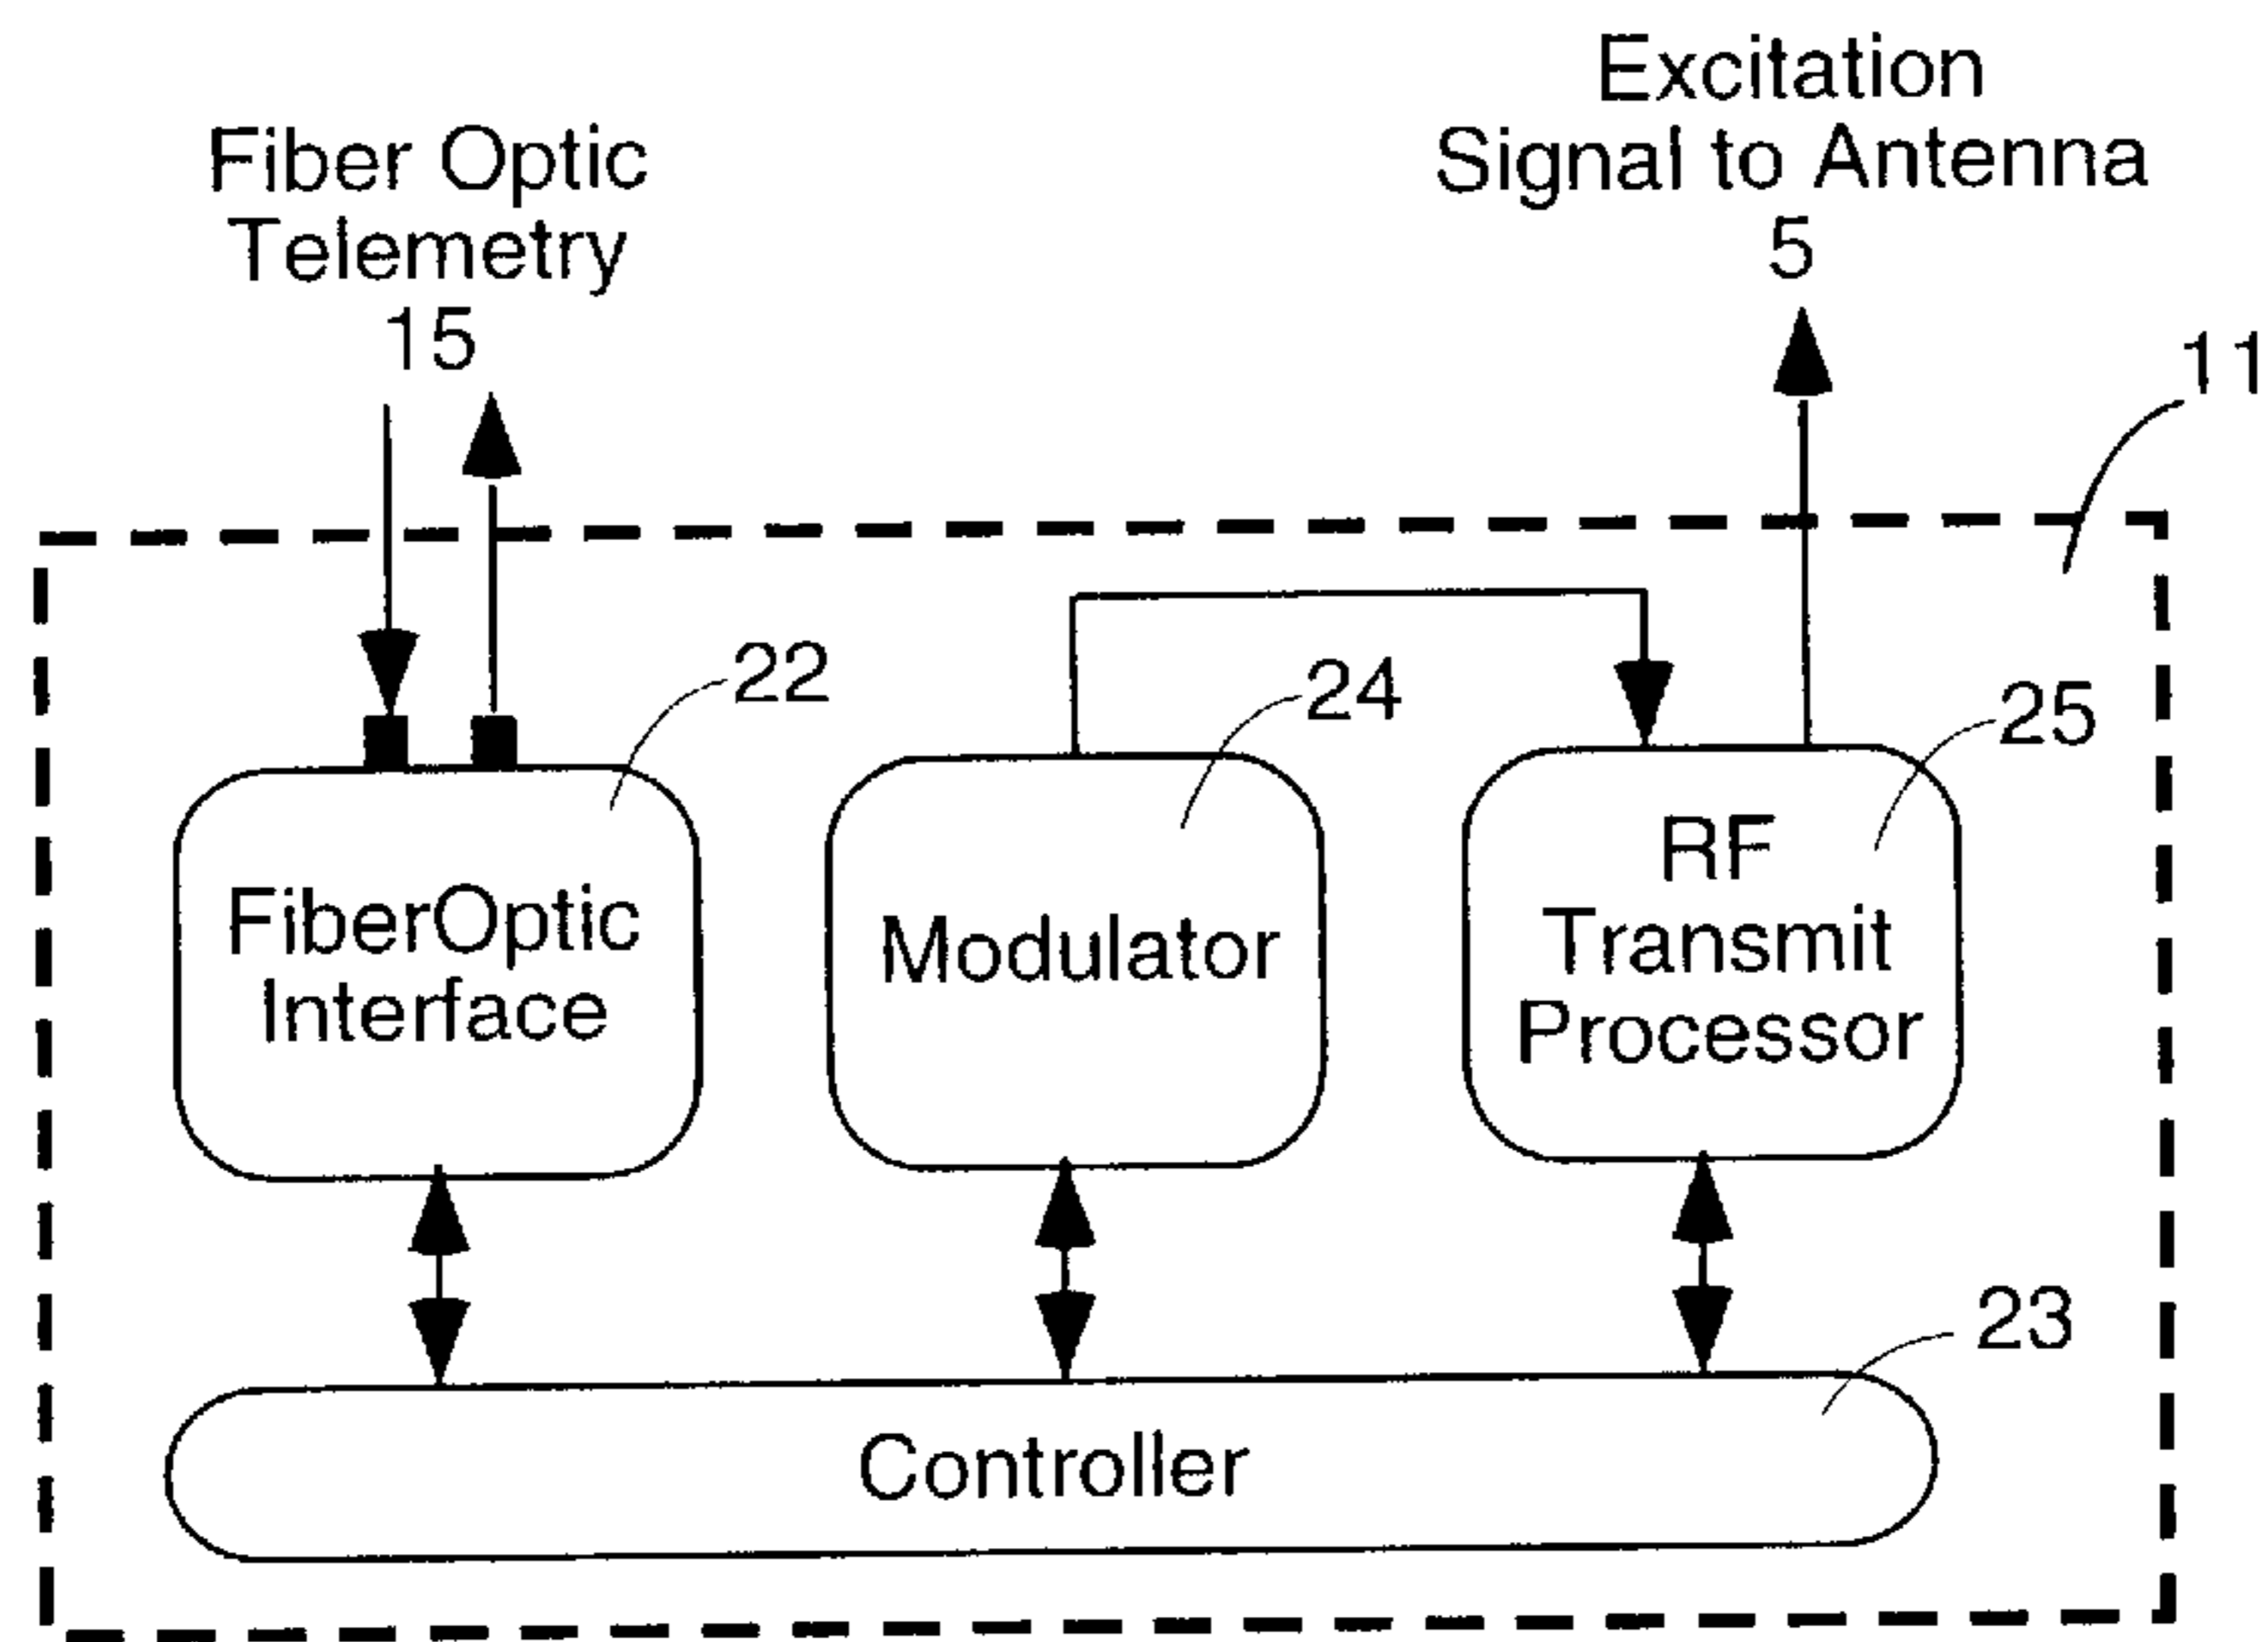 Excitation
Signal to Antenna
5
Fiber Optic
Telemetry
15
11
22
24
25
FiberOptic
Interface
Modulator
RF
Transmit
Processor
23
Controller